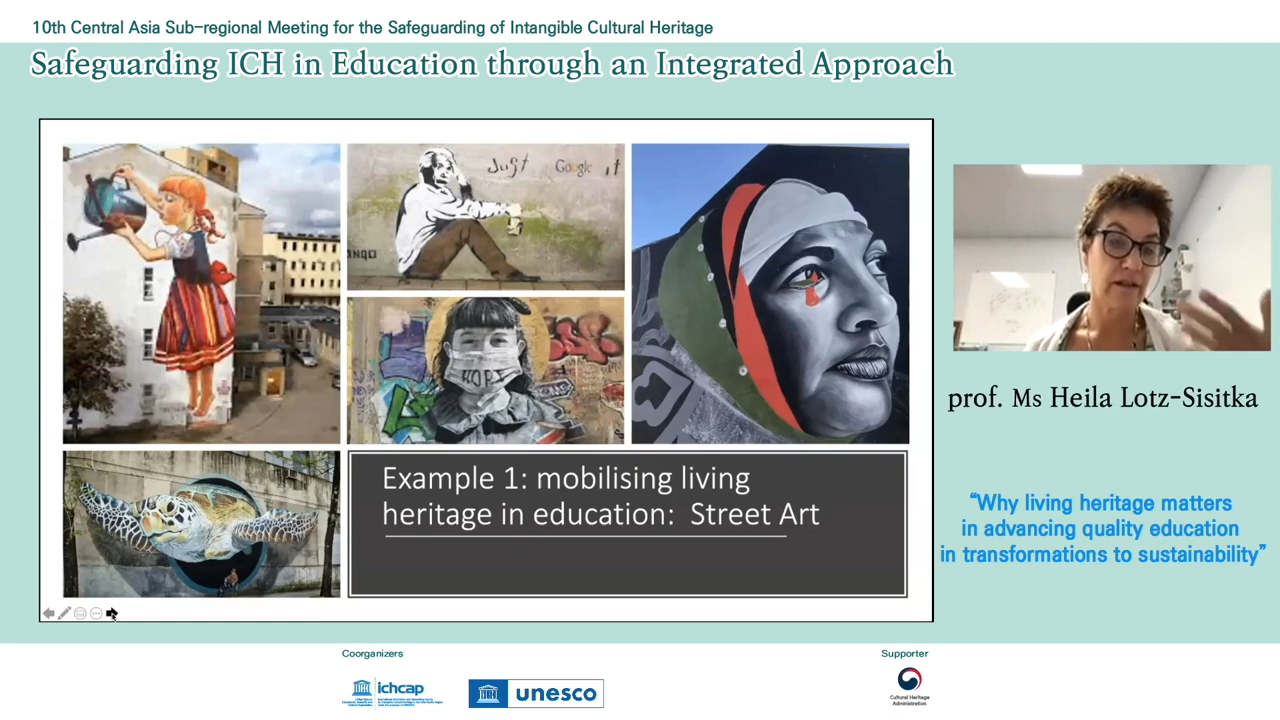 10th Central Asia Sub-regional Meeting for the Safeguarding of Intangible Cultural Heritage
Safeguarding ICH in Education through an Integrated Approach
Just Google it
HOPE
Example 1: mobilising living
heritage in education: Street Art
prof. Ms Heila Lotz-Sisitka
“Why living heritage matters
in advancing quality education
in transformations to sustainability”
Coorganizers
Supporter
ichcap
unesco
Cultural Heritage
Administration